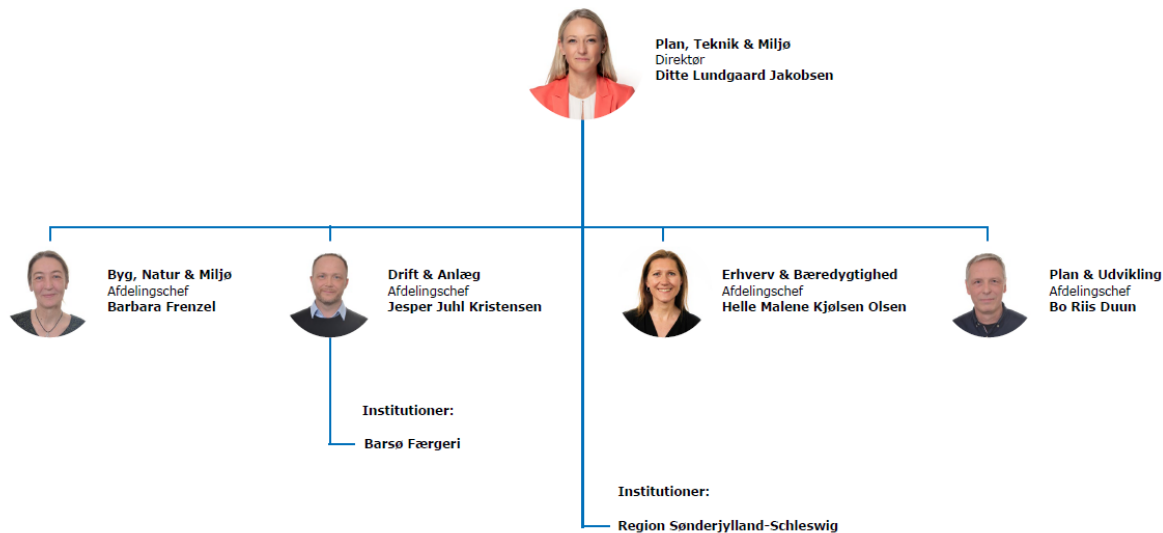 Plan, Teknik & Miljø
Direktør
Ditte Lundgaard Jakobsen
Byg, Natur & Miljø
Afdelingschef
Barbara Frenzel
Drift & Anlæg
Afdelingschef
Jesper Juhl Kristensen
Erhverv & Bæredygtighed
Afdelingschef
Helle Malene Kjølsen Olsen
Plan & Udvikling
Afdelingschef
Bo Riis Duun
Institutioner:
Barsø Færgeri
Institutioner:
Region Sønderjylland-Schleswig